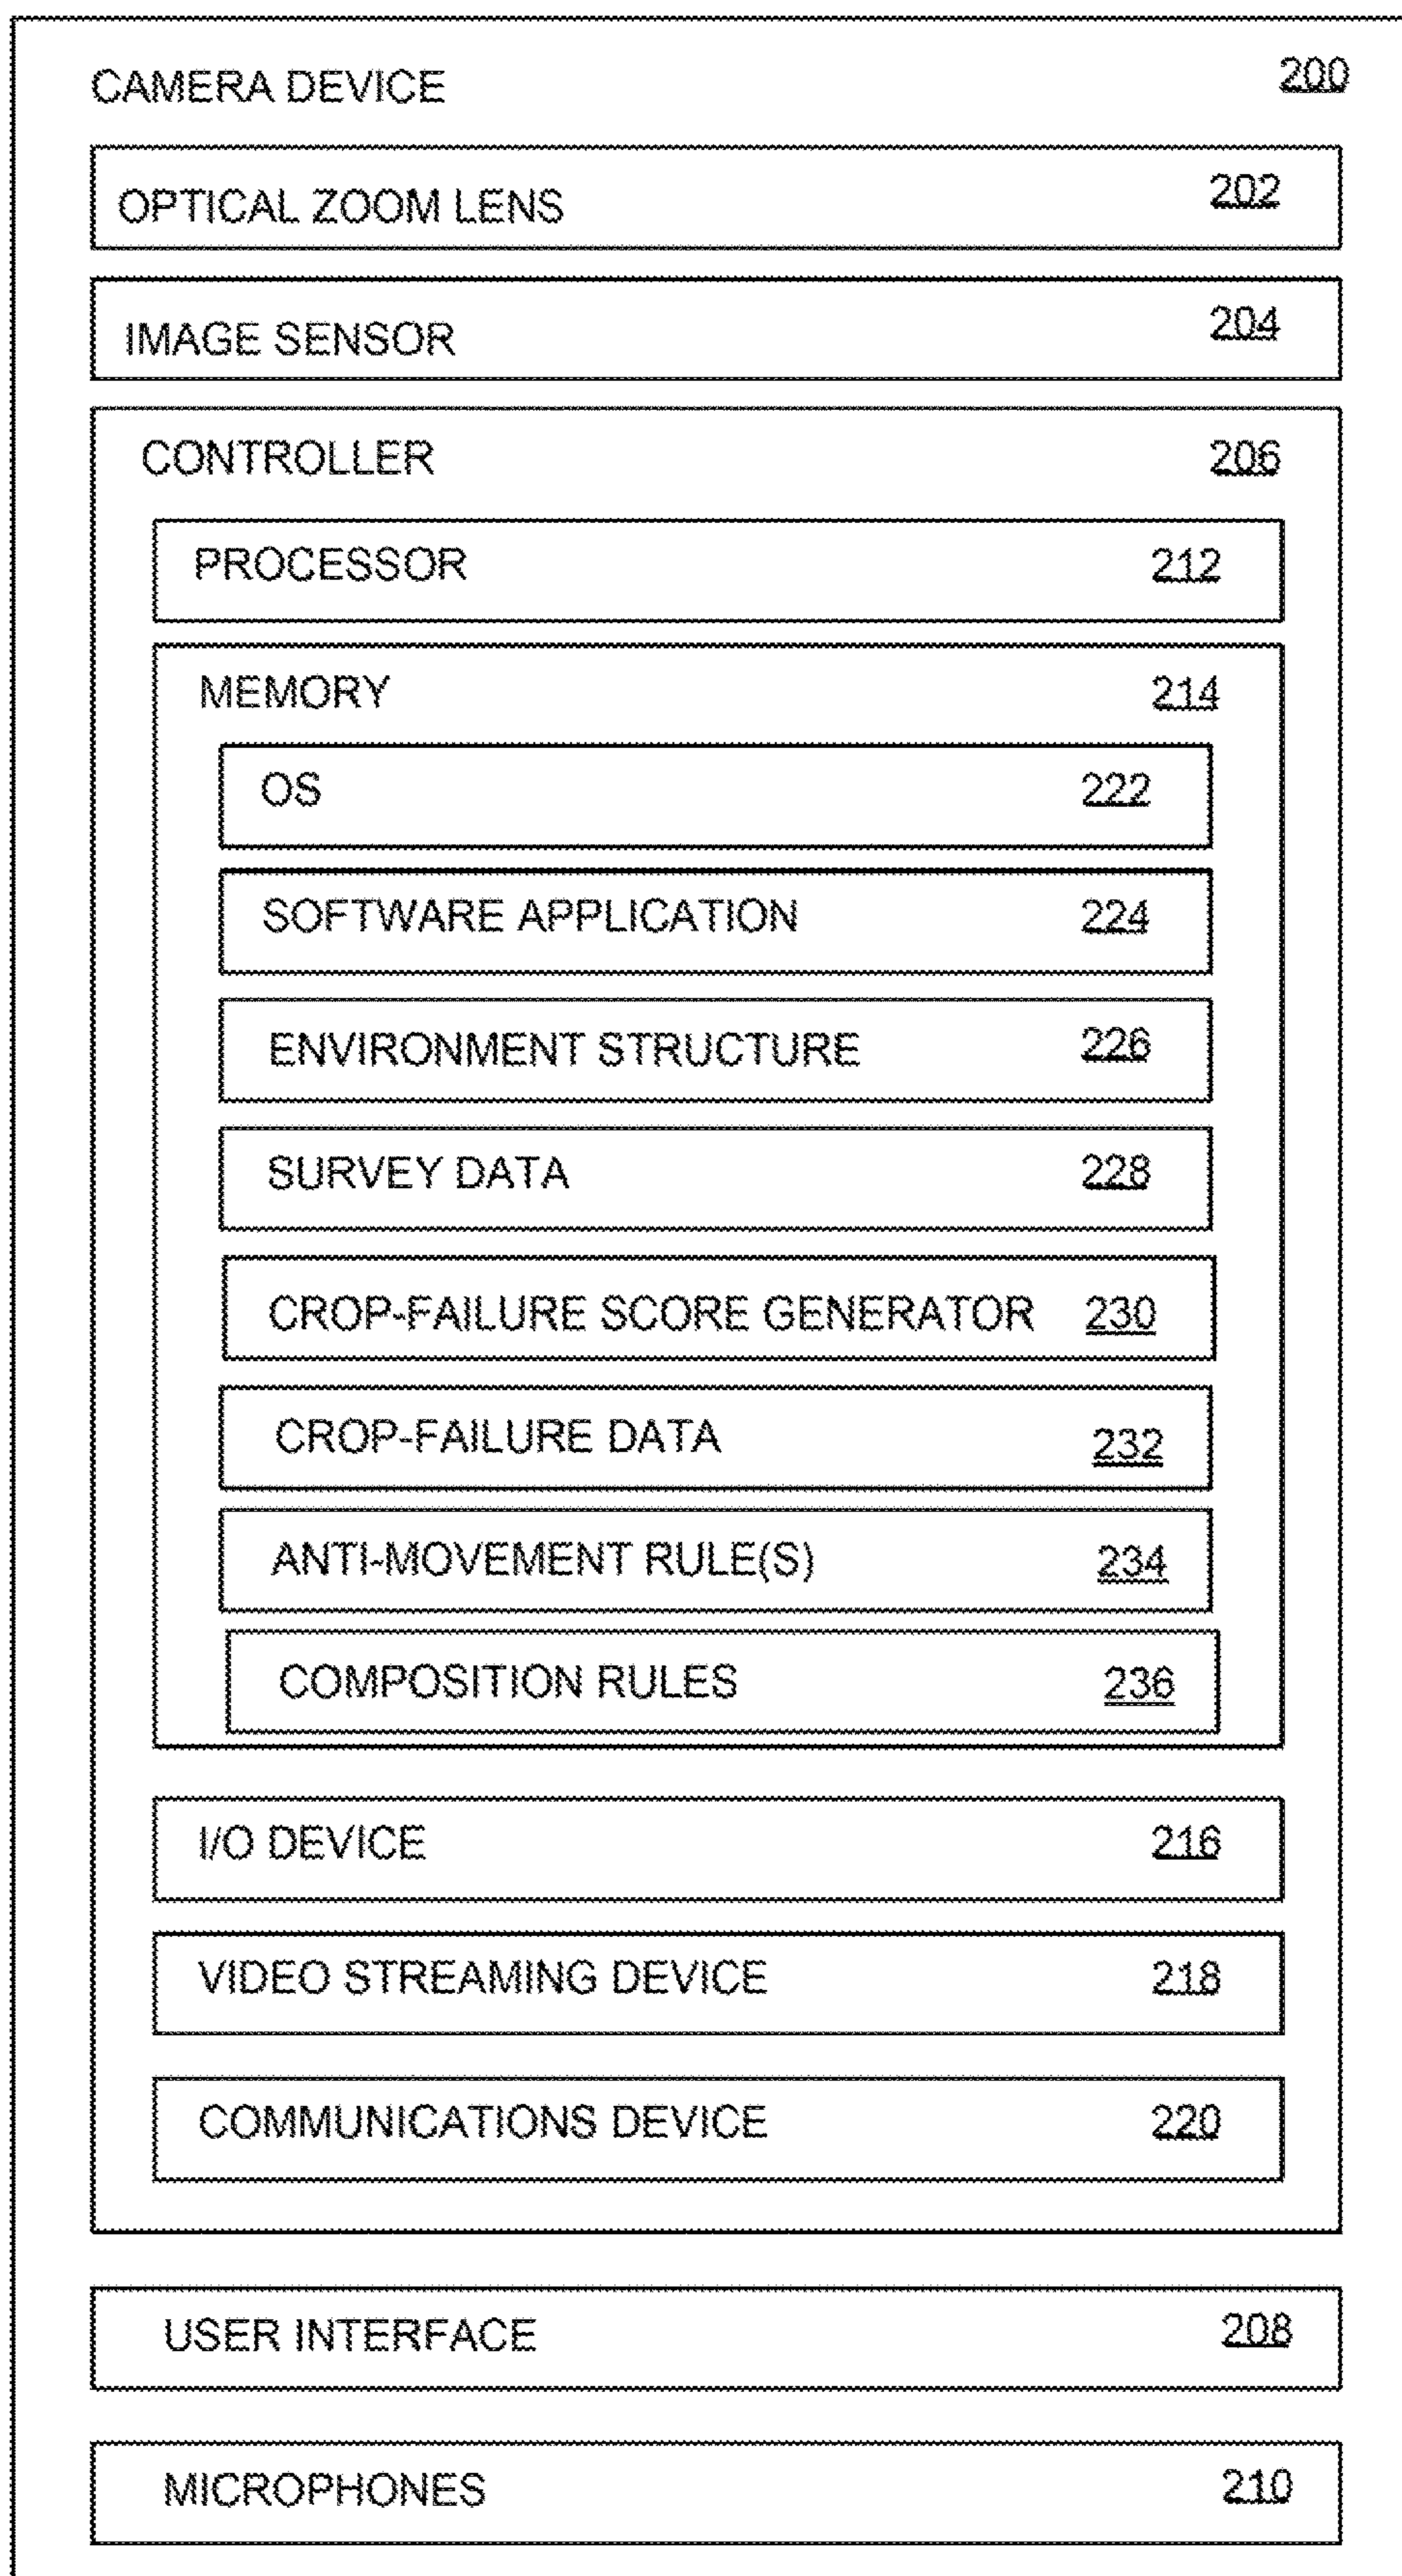 CAMERA DEVICE 200
OPTICAL ZOOM LENS 202
IMAGE SENSOR 204
CONTROLLER 206
PROCESSOR 212
MEMORY 214
OS 222
SOFTWARE APPLICATION 224
ENVIRONMENT STRUCTURE 226
SURVEY DATA 228
CROP-FAILURE SCORE GENERATOR 230
CROP-FAILURE DATA 232
ANTI-MOVEMENT RULE(S) 234
COMPOSITION RULES 236
I/O DEVICE 216
VIDEO STREAMING DEVICE 218
COMMUNICATIONS DEVICE 220
USER INTERFACE 208
MICROPHONES 210